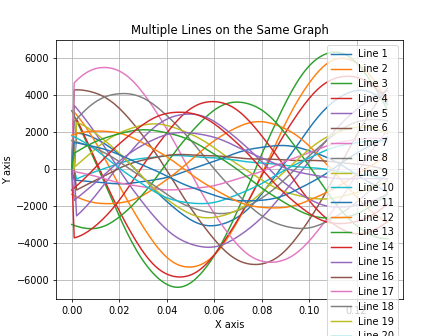 Multiple Lines on the Same Graph
Y axis
6000
4000
2000
0
−2000
−4000
−6000
0.00
0.02
0.04
0.06
0.08
0.10
X axis
Line 1
Line 2
Line 3
Line 4
Line 5
Line 6
Line 7
Line 8
Line 9
Line 10
Line 11
Line 12
Line 13
Line 14
Line 15
Line 16
Line 17
Line 18
Line 19
Line 20